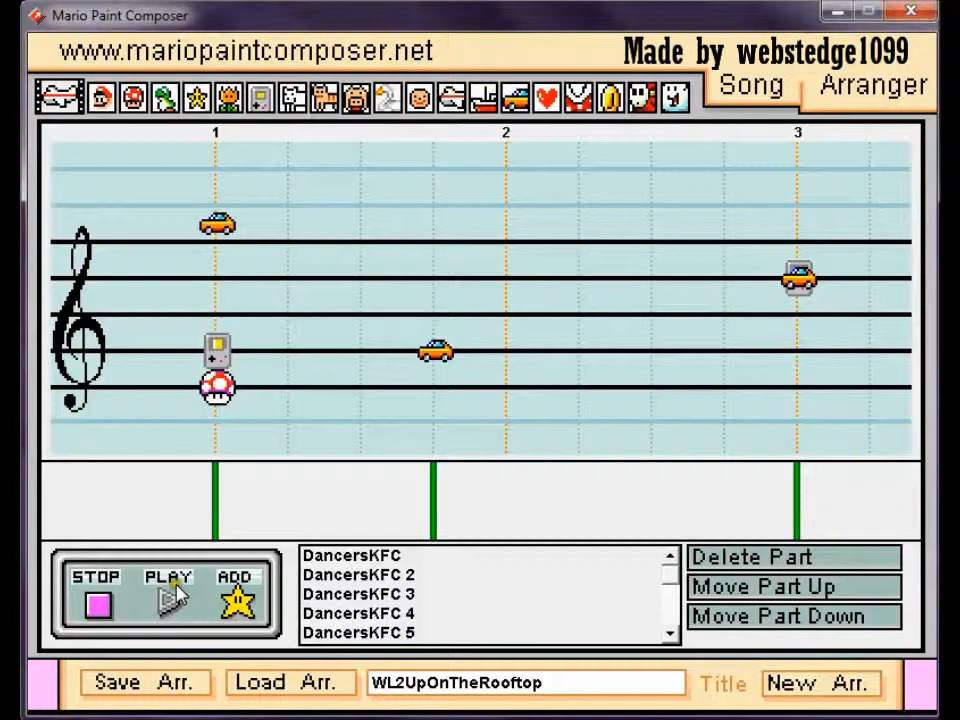 Mario Paint Composer
www.mariopaintcomposer.net
Made by webstedge1099
Song Arranger
1 2 3
STOP PLAY ADD
DancersKFC
DancersKFC 2
DancersKFC 3
DancersKFC 4
DancersKFC 5
Delete Part
Move Part Up
Move Part Down
Save Arr. Load Arr. WL2UpOnTheRooftop Title New Arr.